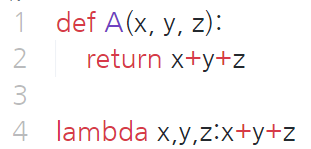 1 def A(x, y, z):
2     return x+y+z
3
4 lambda x,y,z:x+y+z